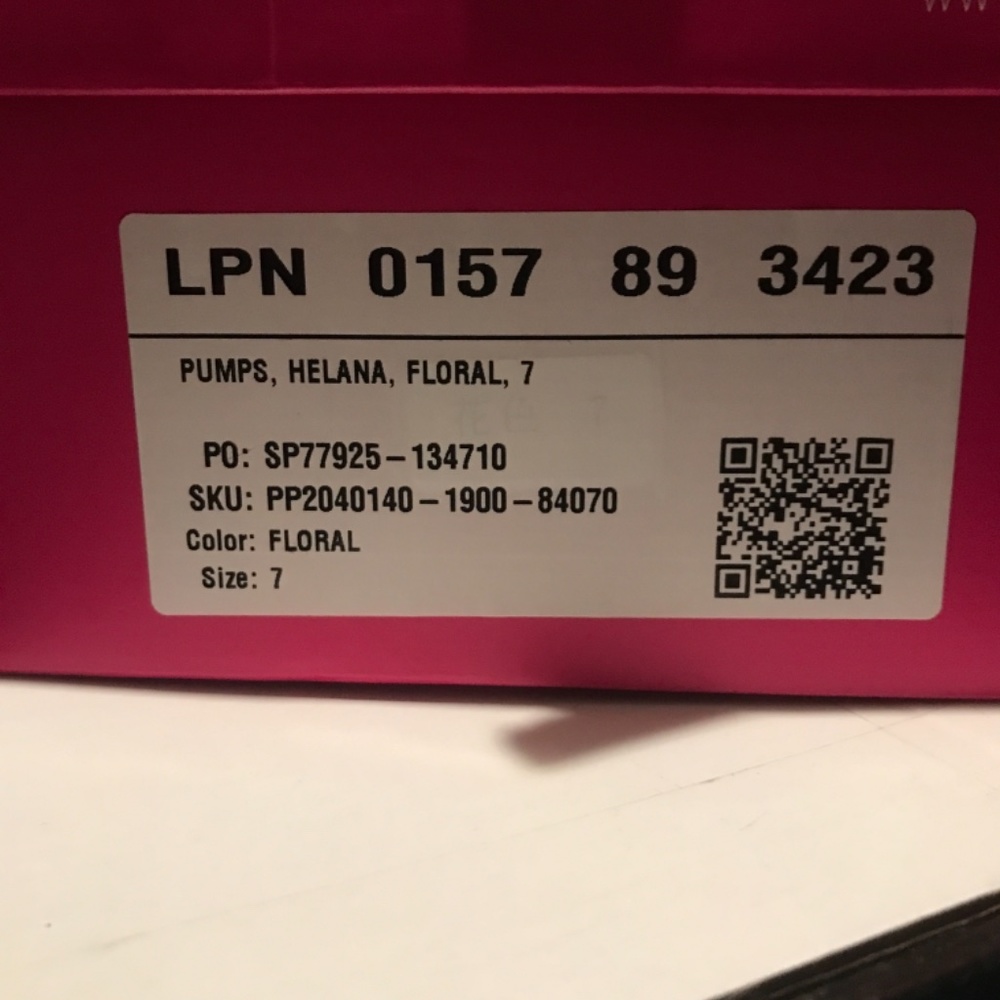 LPN 0157 89 3423
PUMPS, HELANA, FLORAL, 7
PO: SP77925-134710
SKU: PP2040140-1900-84070
Color: FLORAL
Size: 7